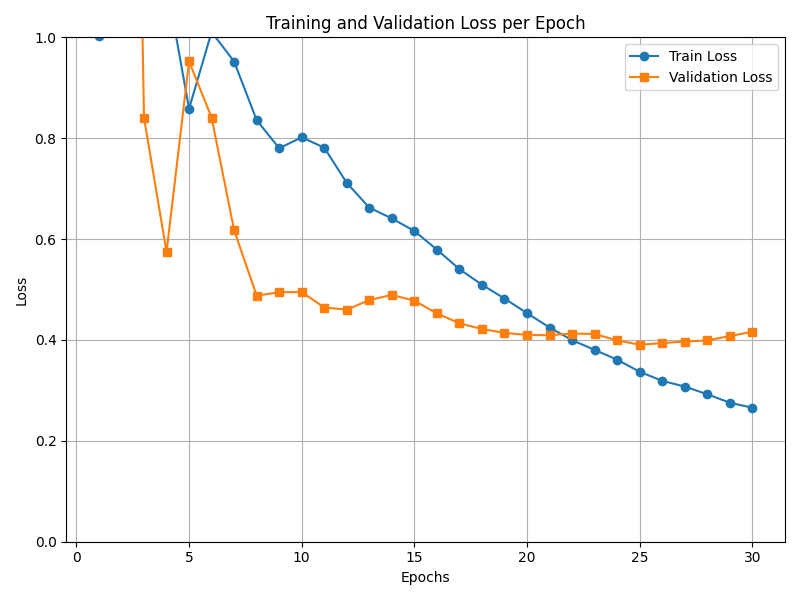 Training and Validation Loss per Epoch
Train Loss
Validation Loss
1.0
0.8
0.6
0.4
0.2
0.0
Loss
0 5 10 15 20 25 30
Epochs